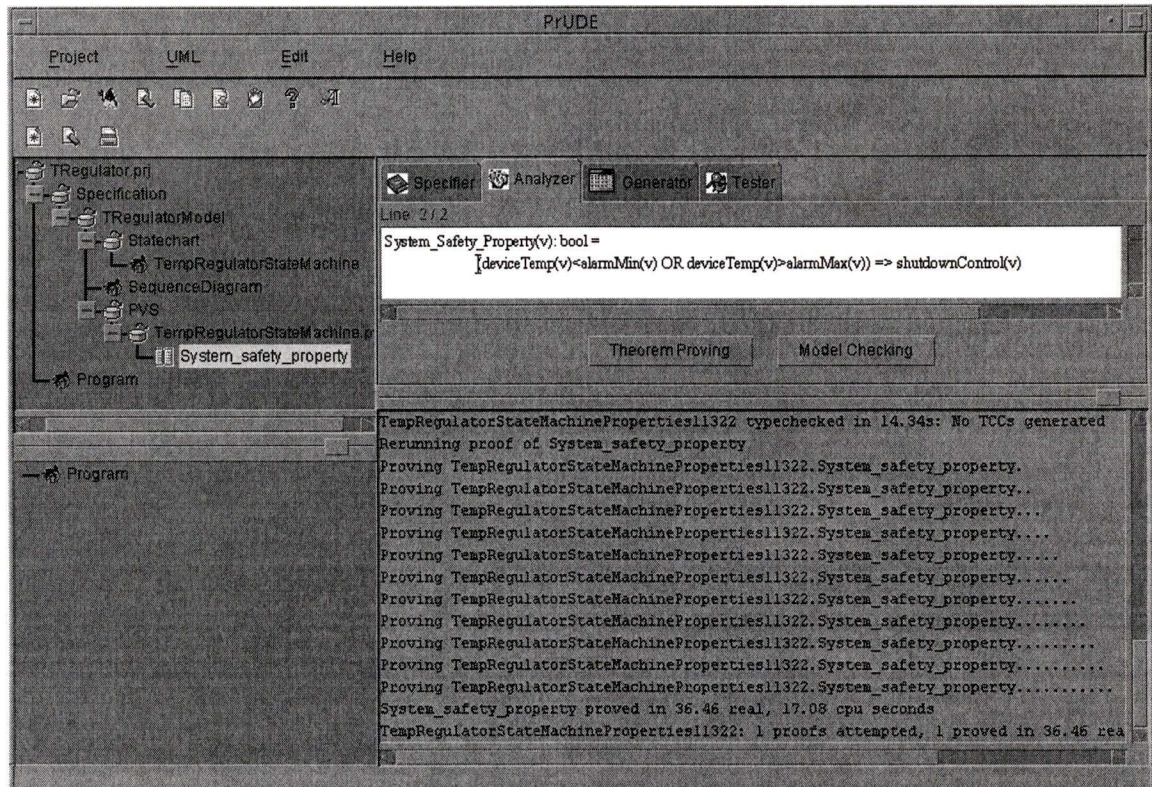 PrUDE
Project UML Edit Help
TRegulator.prj
Specification
TRegulatorModel
Statechart
TempRegulatorStateMachine
SequenceDiagram
PVS
TempRegulatorStateMachine.pr
System_safety_property
Program
Specifier Analyzer Generator Tester
Line: 2 / 2
System_Safety_Property(v): bool =
(deviceTemp(v)<alarmMin(v) OR deviceTemp(v)>alarmMax(v)) => shutdownControl(v)
Theorem Proving Model Checking
Program
TempRegulatorStateMachineProperties11322 typechecked in 14.34s: No TCCs generated
Rerunning proof of System_safety_property
Proving TempRegulatorStateMachineProperties11322.System_safety_property.
Proving TempRegulatorStateMachineProperties11322.System_safety_property..
Proving TempRegulatorStateMachineProperties11322.System_safety_property...
Proving TempRegulatorStateMachineProperties11322.System_safety_property....
Proving TempRegulatorStateMachineProperties11322.System_safety_property.....
Proving TempRegulatorStateMachineProperties11322.System_safety_property......
Proving TempRegulatorStateMachineProperties11322.System_safety_property.......
Proving TempRegulatorStateMachineProperties11322.System_safety_property........
Proving TempRegulatorStateMachineProperties11322.System_safety_property.........
Proving TempRegulatorStateMachineProperties11322.System_safety_property..........
Proving TempRegulatorStateMachineProperties11322.System_safety_property...........
System_safety_property proved in 36.46 real, 17.08 cpu seconds
TempRegulatorStateMachineProperties11322: 1 proofs attempted, 1 proved in 36.46 rea